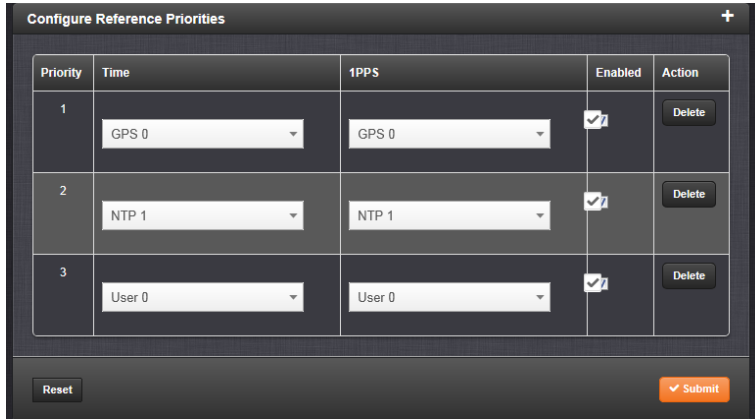 Configure Reference Priorities +
Priority Time 1PPS Enabled Action
1 GPS 0 GPS 0 Delete
2 NTP 1 NTP 1 Delete
3 User 0 User 0 Delete
Reset Submit